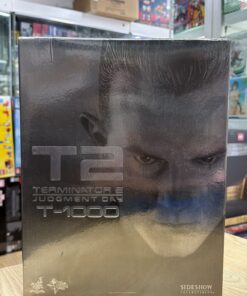 T2
TERMINATOR 2
JUDGMENT DAY
T-1000
SIDESHOW